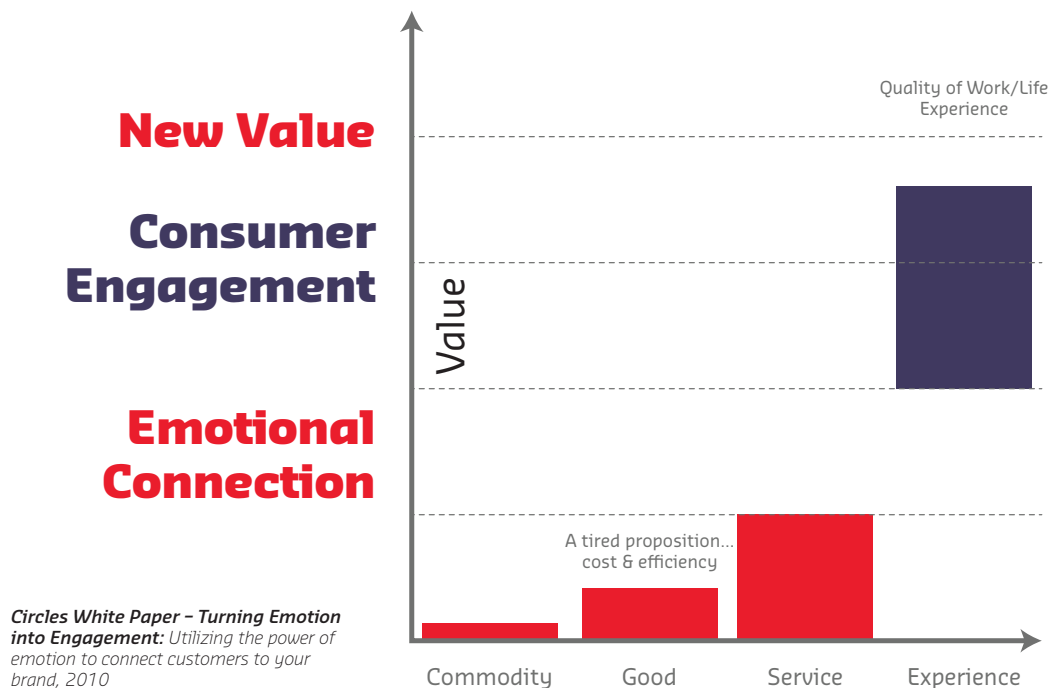 Quality of Work/Life
Experience
New Value
Consumer
Engagement
Value
Emotional
Connection
A tired proposition...
cost & efficiency
Circles White Paper – Turning Emotion
into Engagement: Utilizing the power of
emotion to connect customers to your
brand, 2010
Commodity
Good
Service
Experience